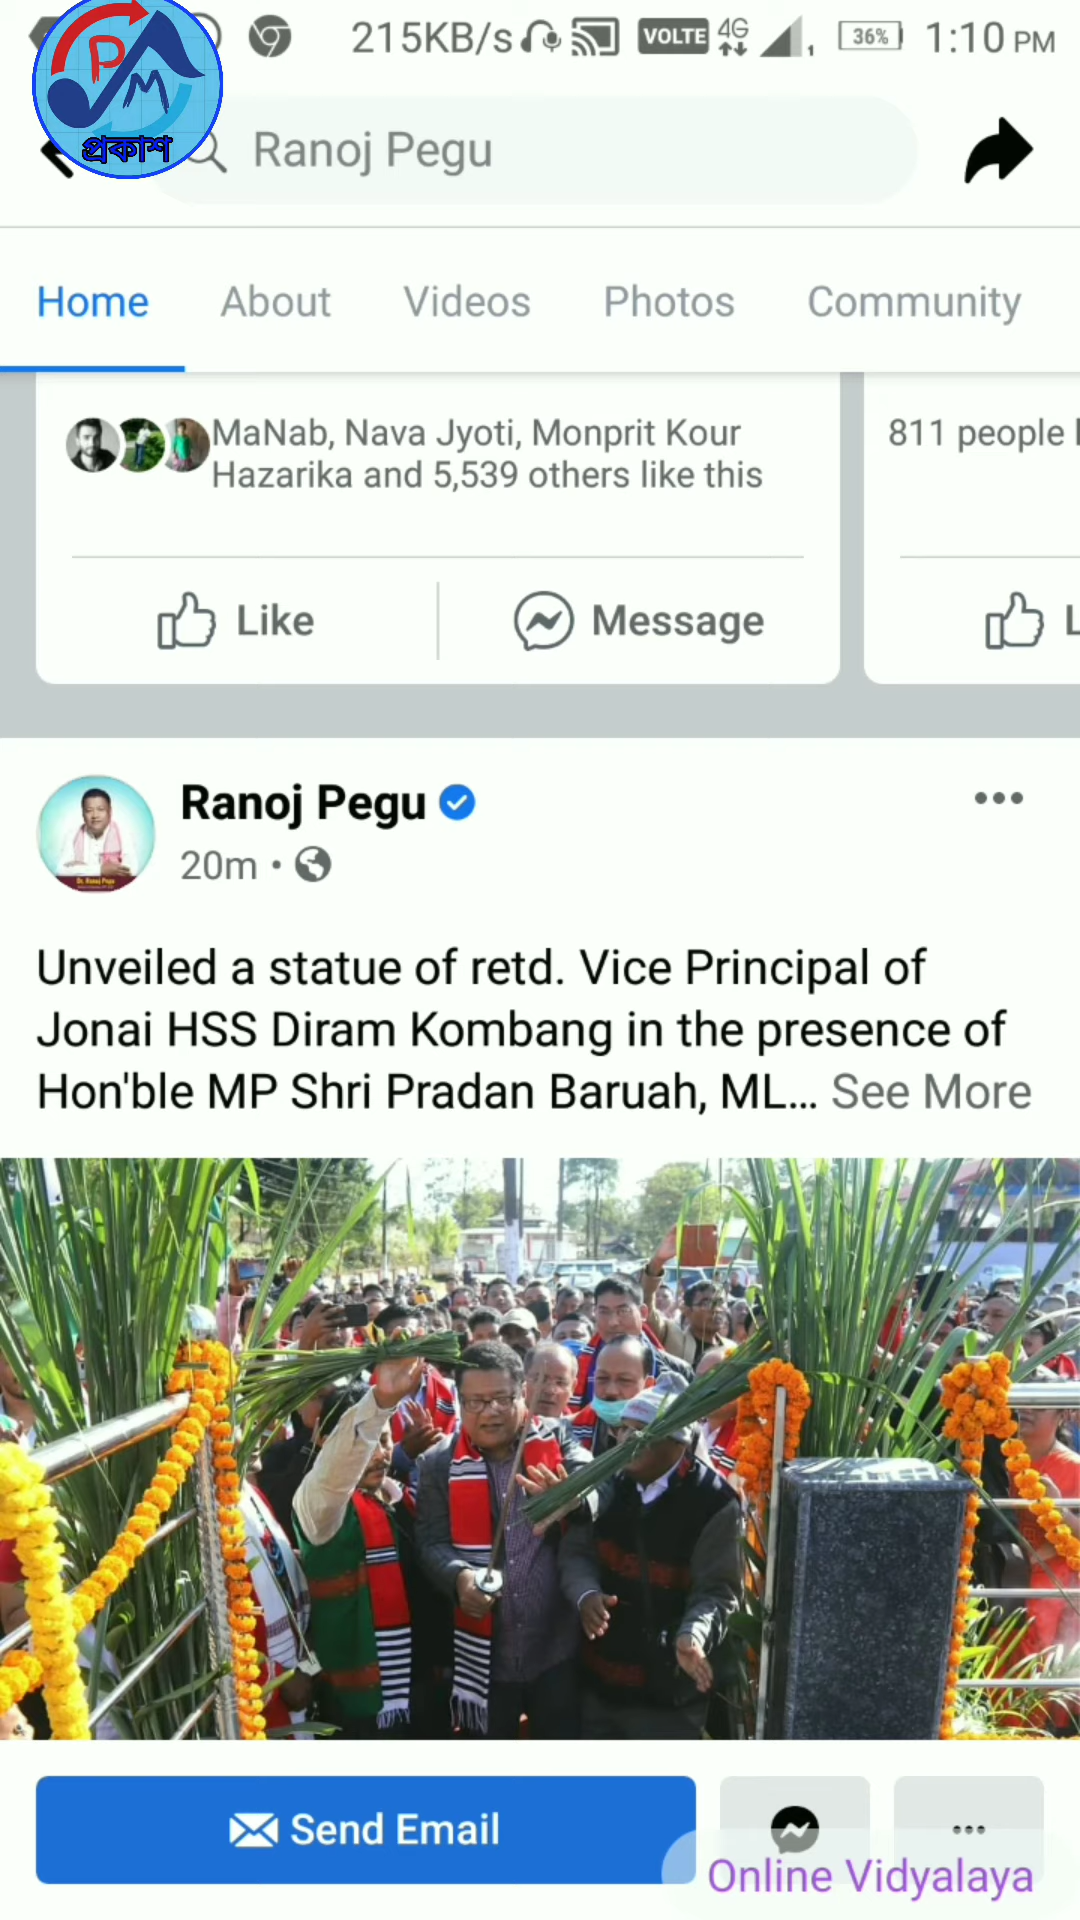 215KB/s VOLTE 4G 1 36% 1:10 PM
PM
প্ৰকাশ
Ranoj Pegu
Home About Videos Photos Community
MaNab, Nava Jyoti, Monprit Kour
Hazarika and 5,539 others like this
811 people
Like Message
Ranoj Pegu
20m
Unveiled a statue of retd. Vice Principal of
Jonai HSS Diram Kombang in the presence of
Hon'ble MP Shri Pradan Baruah, ML... See More
Send Email
Online Vidyalaya